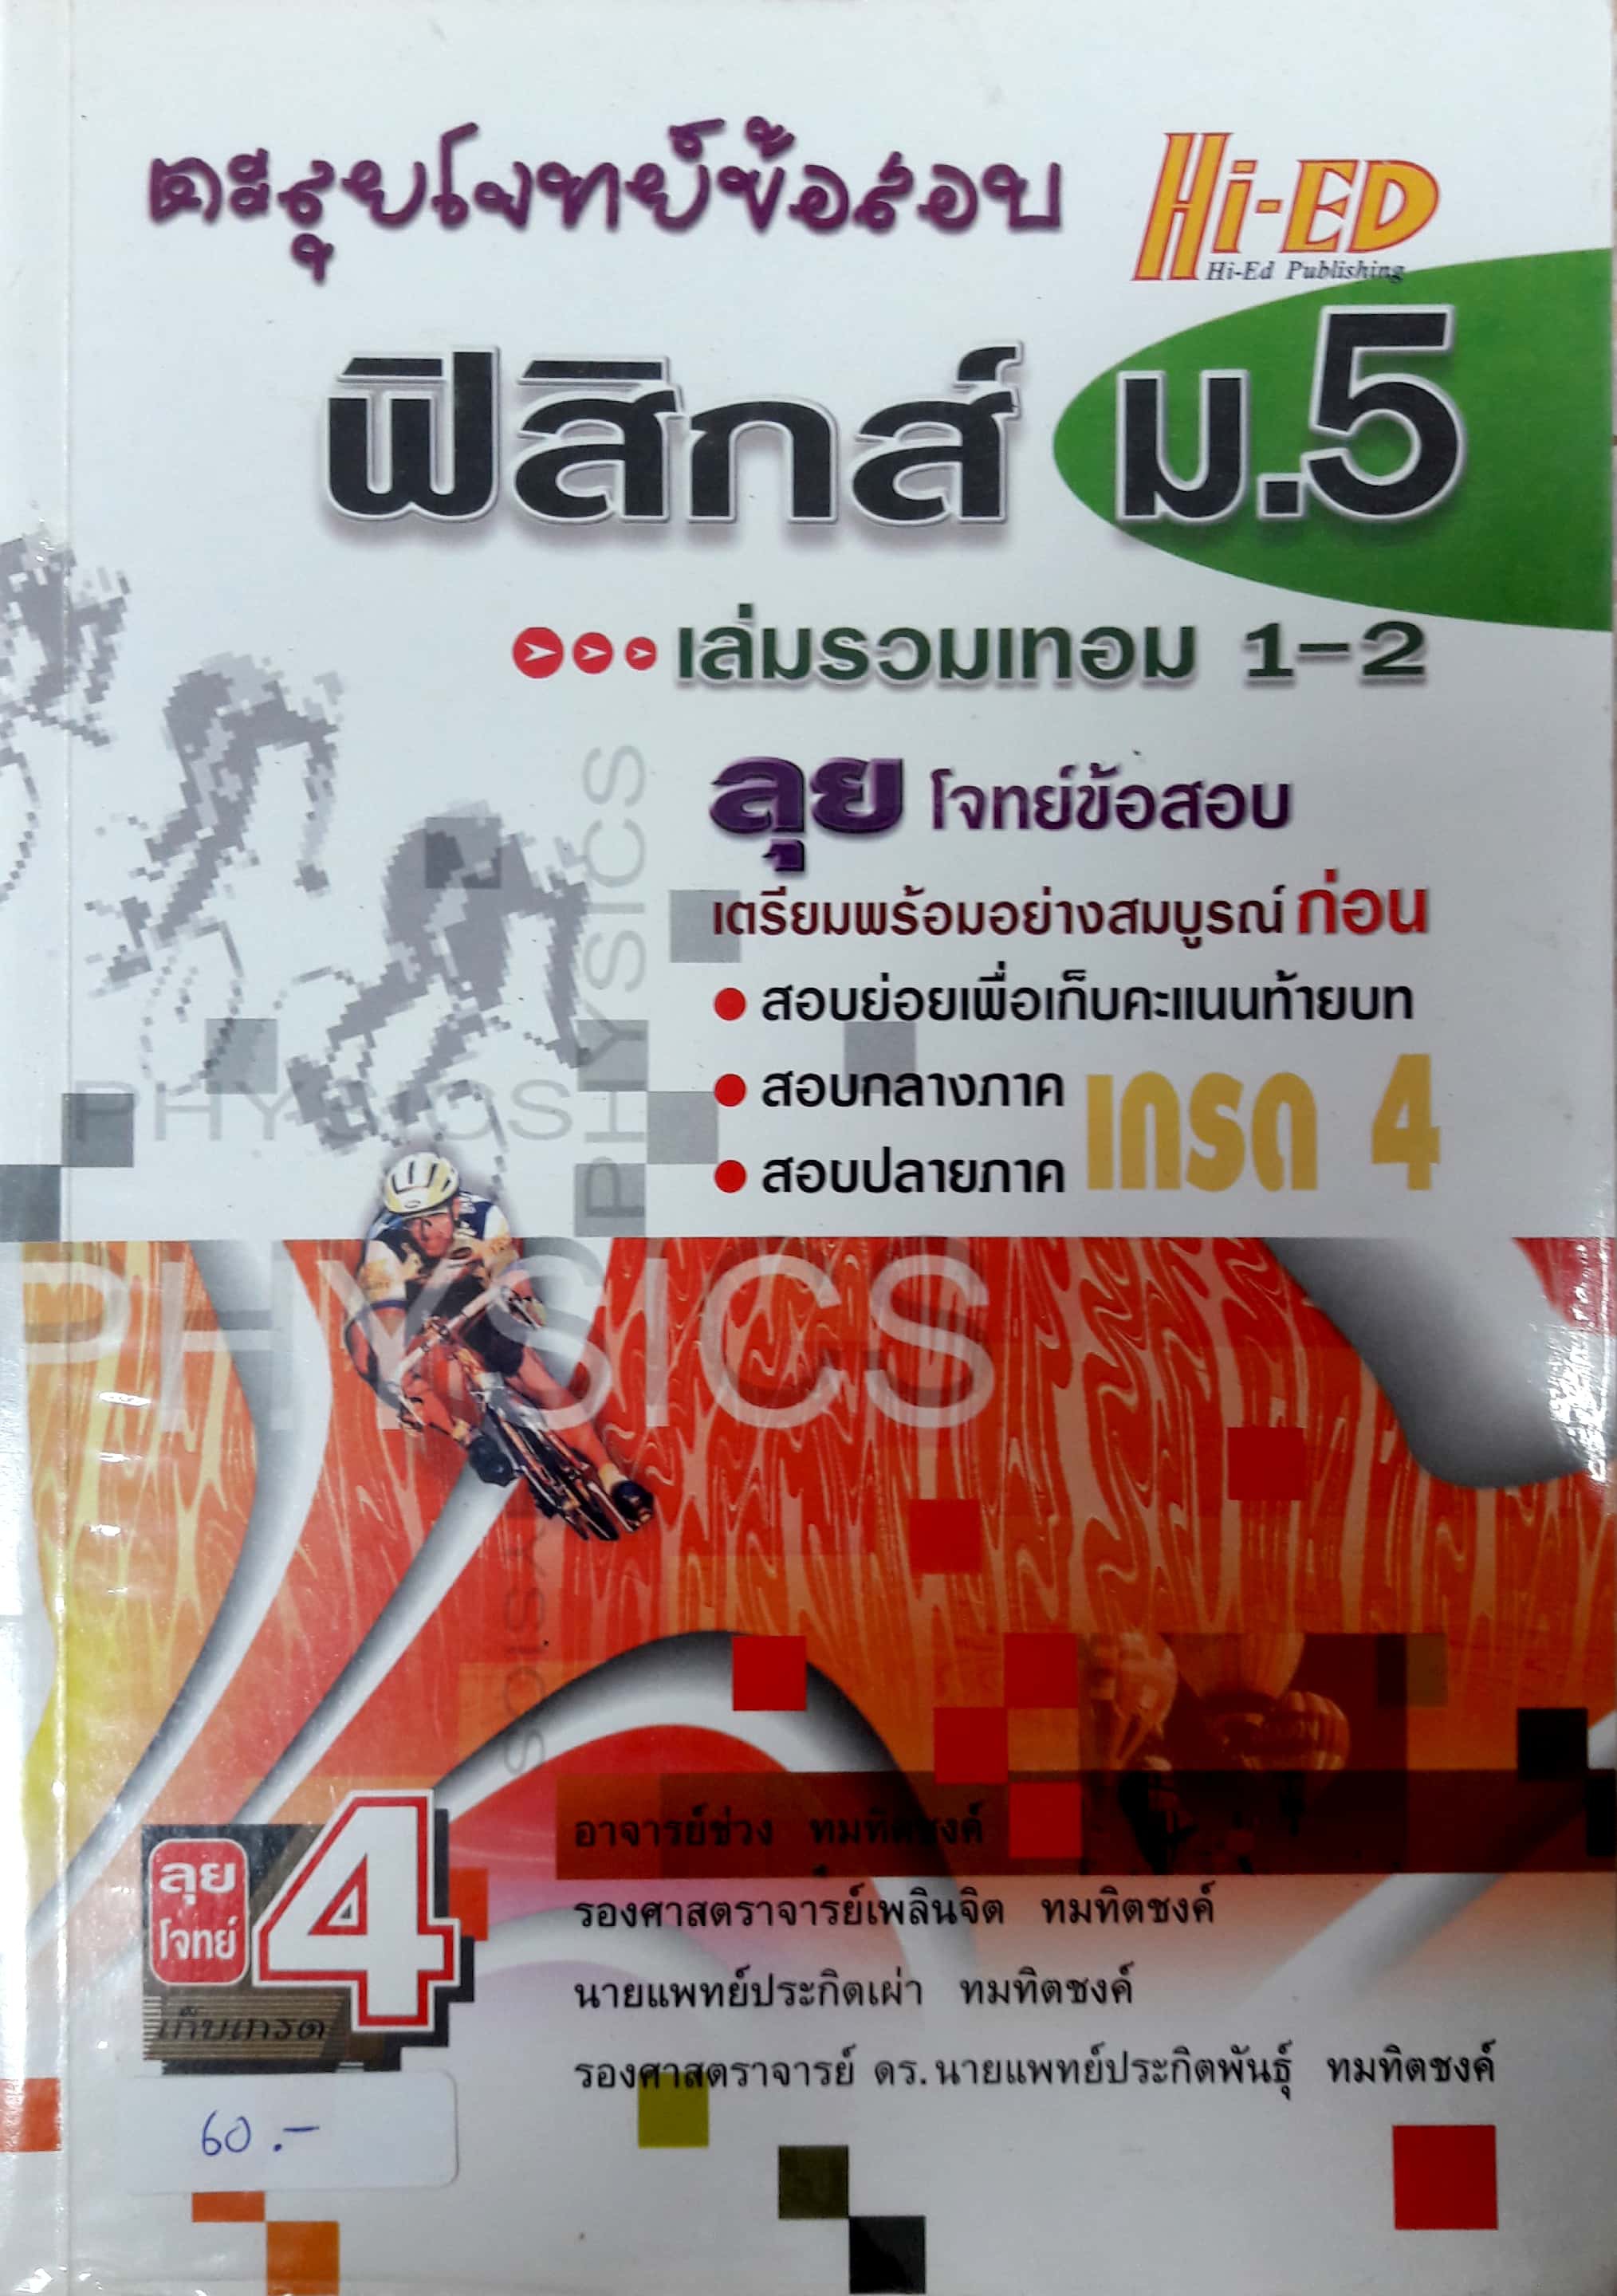 ตะลุยโจทย์ข้อสอบ
Hi-ED
Hi-Ed Publishing
ฟิสิกส์ ม.5
เล่มรวมเทอม 1-2
ลุย โจทย์ข้อสอบ
เตรียมพร้อมอย่างสมบูรณ์ ก่อน
• สอบย่อยเพื่อเก็บคะแนนท้ายบท
• สอบกลางภาค
• สอบปลายภาค
เกรด 4
PHYSICS
PHYSICS
PHYSICS
PHYSICS
อาจารย์ช่วง ทมทิตชงค์
รองศาสตราจารย์เพลินจิต ทมทิตชงค์
นายแพทย์ประกิตเผ่า ทมทิตชงค์
รองศาสตราจารย์ ดร.นายแพทย์ประกิตพันธุ์ ทมทิตชงค์
ลุย
โจทย์
4
เก็บเกรด
60.-